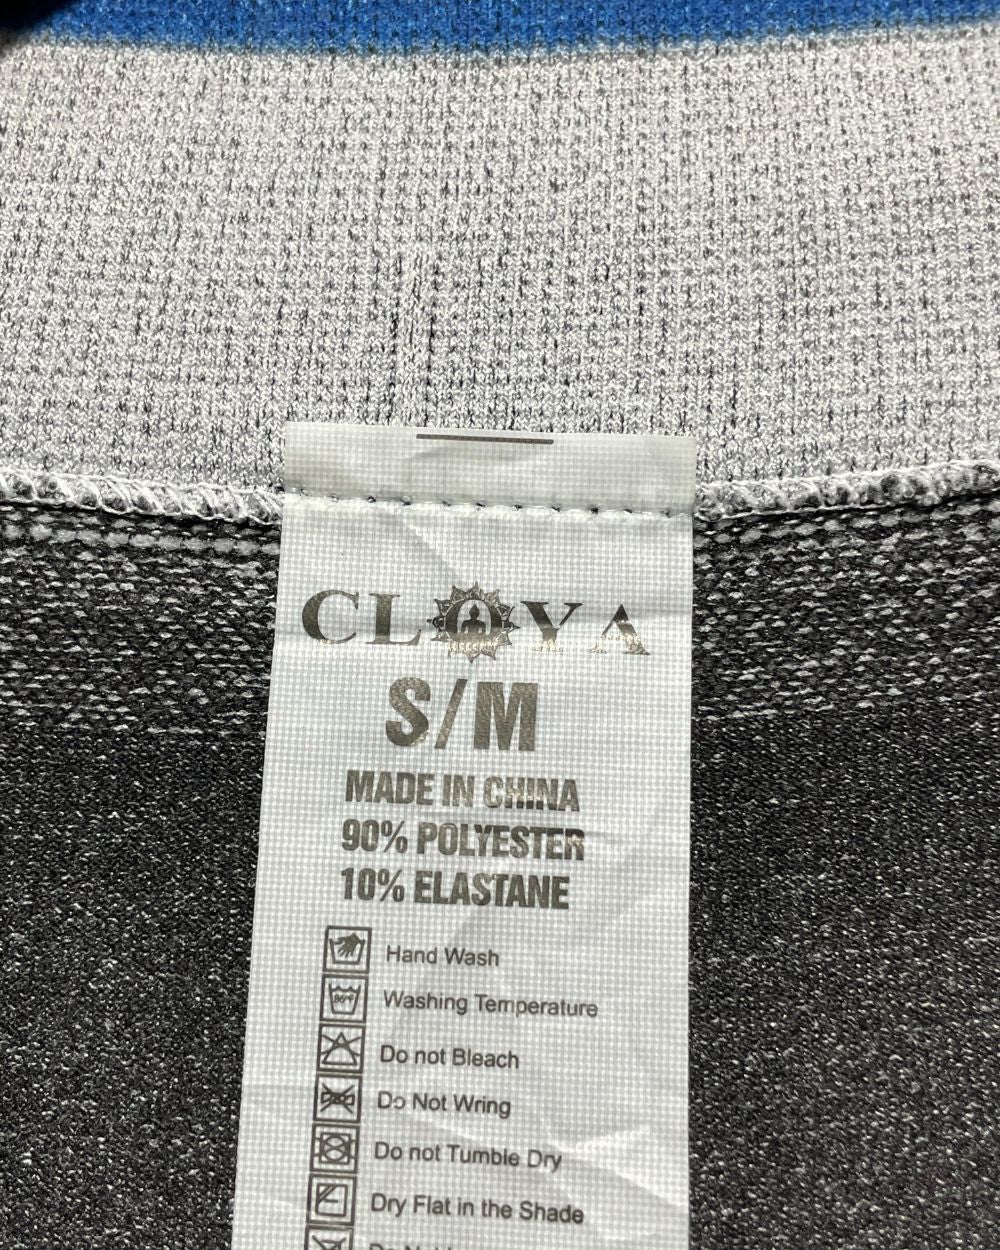 CLOYA
S/M
MADE IN CHINA
90% POLYESTER
10% ELASTANE
Hand Wash
86°F Washing Temperature
Do not Bleach
Do Not Wring
Do not Tumble Dry
Dry Flat in the Shade